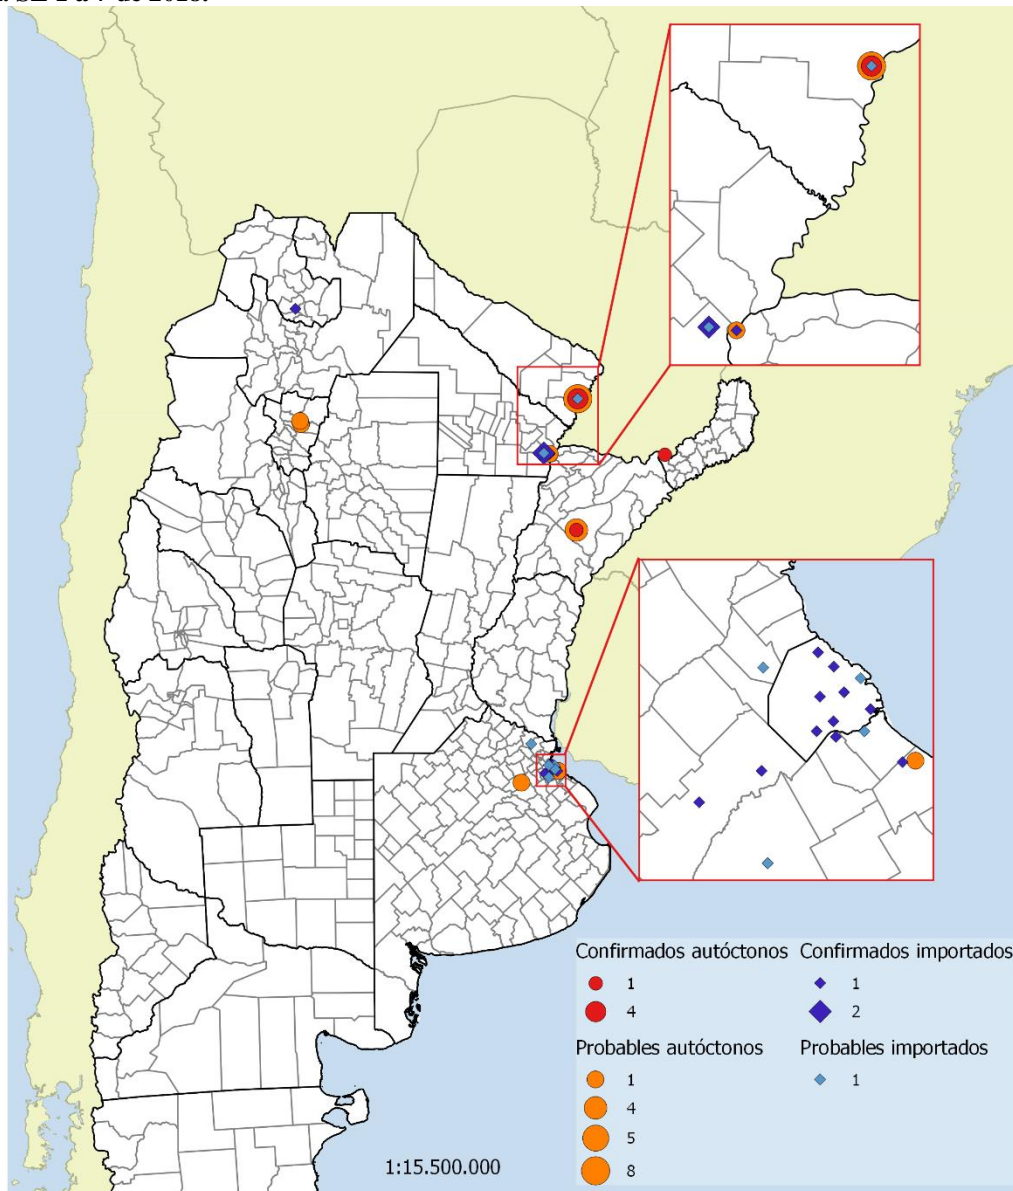 Confirmados autóctonos
1
4
Probables autóctonos
1
4
5
8
Confirmados importados
1
2
Probables importados
1
1:15.500.000